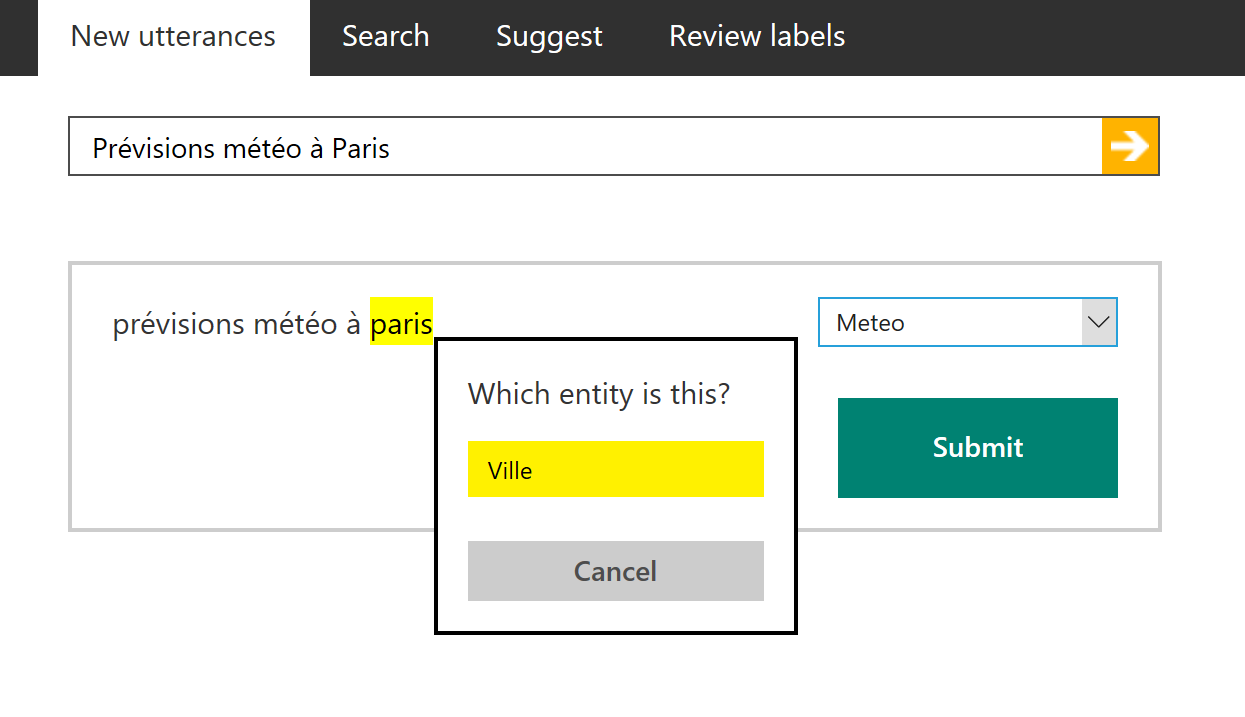 New utterances Search Suggest Review labels
Prévisions météo à Paris
prévisions météo à paris
Meteo
Which entity is this?
Ville
Submit
Cancel